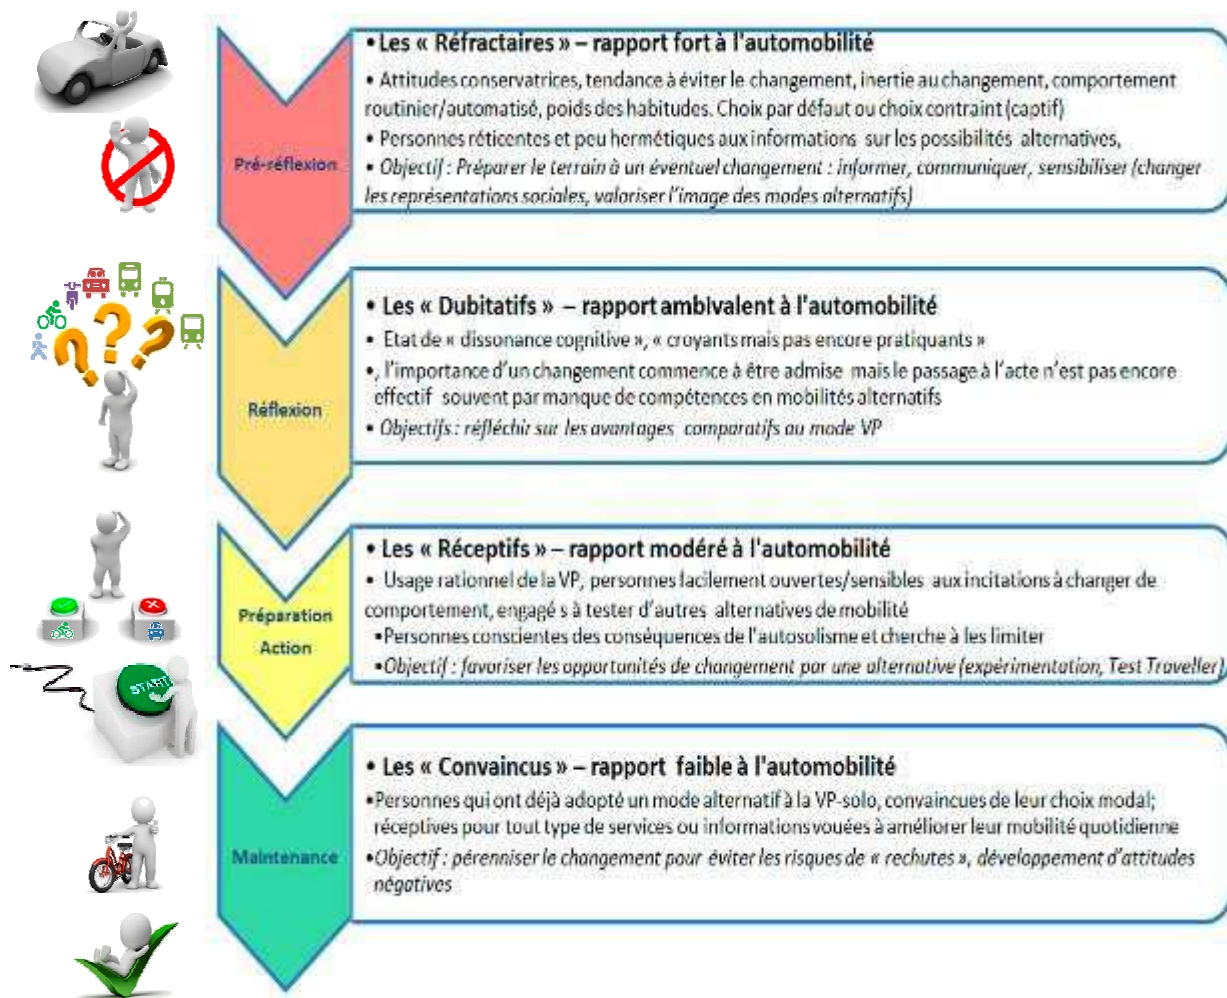 • Les « Réfractaires » – rapport fort à l'automobilité
• Attitudes conservatrices, tendance à éviter le changement, inertie au changement, comportement
routinier/automatisé, poids des habitudes. Choix par défaut ou choix contraint (captif)
• Personnes réticentes et peu hermétiques aux informations sur les possibilités alternatives,
Pré-réflexion
• Objectif : Préparer le terrain à un éventuel changement : informer, communiquer, sensibiliser (changer
les représentations sociales, valoriser l'image des modes alternatifs)
• Les « Dubitatifs » – rapport ambivalent à l'automobilité
• Etat de « dissonance cognitive », « croyants mais pas encore pratiquants »
•, l'importance d'un changement commence à être admise mais le passage à l'acte n'est pas encore
effectif souvent par manque de compétences en mobilités alternatifs
Réflexion
• Objectifs : réfléchir sur les avantages comparatifs au mode VP
• Les « Réceptifs » – rapport modéré à l'automobilité
• Usage rationnel de la VP, personnes facilement ouvertes/sensibles aux incitations à changer de
comportement, engagé s à tester d'autres alternatives de mobilité
Préparation
Action
•Personnes conscientes des conséquences de l'autosolisme et cherche à les limiter
•Objectif : favoriser les opportunités de changement par une alternative (expérimentation, Test Traveller)
START
• Les « Convaincus » – rapport faible à l'automobilité
•Personnes qui ont déjà adopté un mode alternatif à la VP-solo, convaincues de leur choix modal;
réceptives pour tout type de services ou informations vouées à améliorer leur mobilité quotidienne
Maintenance
•Objectif : pérenniser le changement pour éviter les risques de « rechutes », développement d'attitudes
négatives